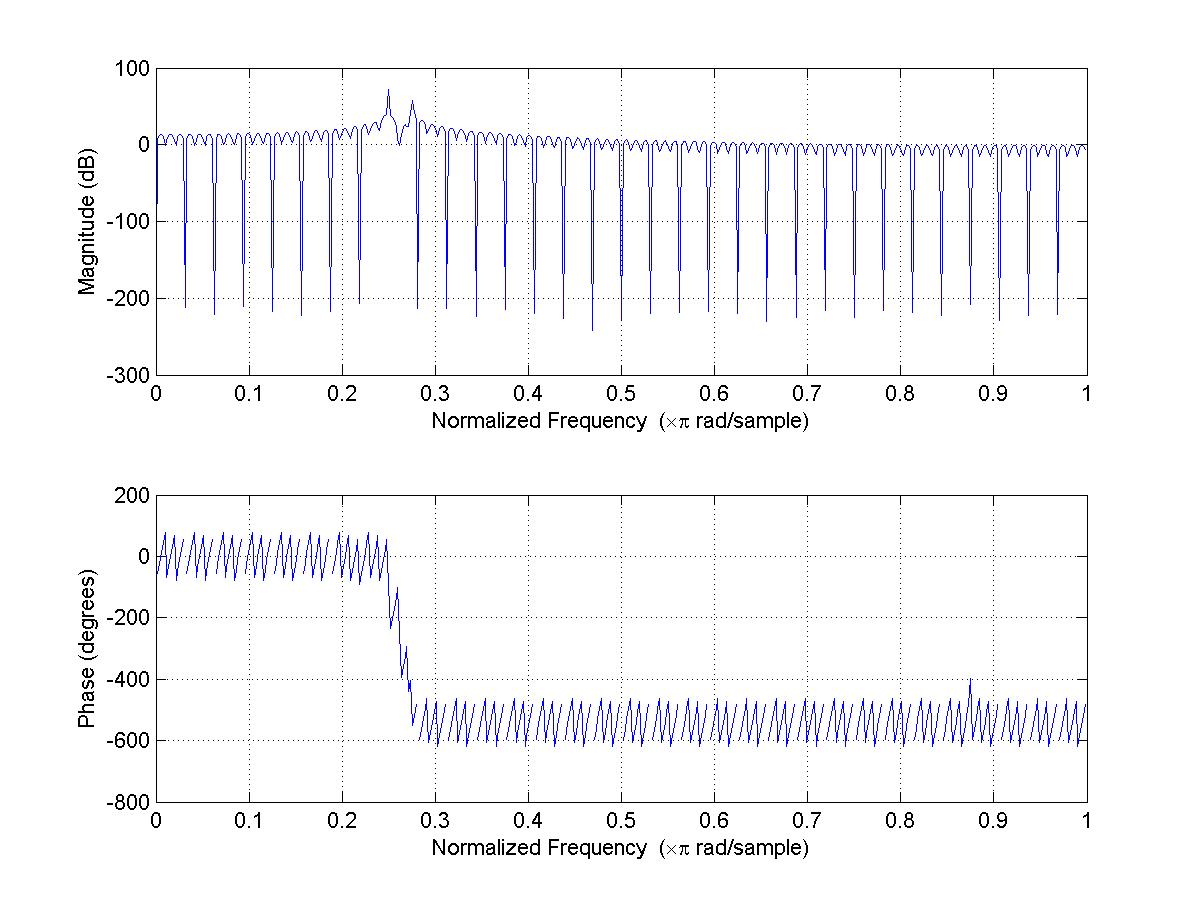 100
0
-100
-200
-300
Magnitude (dB)
0 0.1 0.2 0.3 0.4 0.5 0.6 0.7 0.8 0.9 1
Normalized Frequency (×π rad/sample)
200
0
-200
-400
-600
-800
Phase (degrees)
0 0.1 0.2 0.3 0.4 0.5 0.6 0.7 0.8 0.9 1
Normalized Frequency (×π rad/sample)